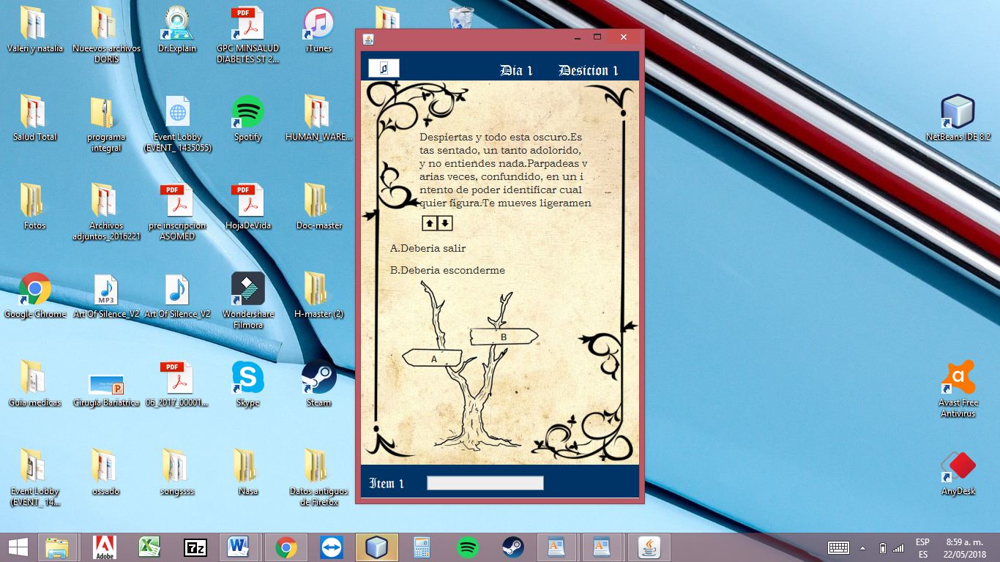 Valeri y natalia
Nueevos archivos
DORIS
Dr.Explain
PDF
GPC MINSALUD
DIABETES ST 2...
iTunes
Salud Total
programa
integral
Event Lobby
(EVENT_ 1435055)
Spotify
HUMAN_WARE...
Fotos
Archivos
adjuntos_2016221
PDF
pre inscripcion
ASOMED
PDF
HojaDeVida
Doc-master
Google Chrome
MP3
Art Of Silence_V2
Art Of Silence_V2
Wondershare
Filmora
H-master (2)
Guia medicas
Cirugía Bariátrica
PDF
06_2017_00001...
Skype
Steam
Event Lobby
(EVENT_ 14...
ossado
songssss
Nasa
Datos antiguos
de Firefox
Dia 1
Desicion 1
Despiertas y todo esta oscuro.Es
tas sentado, un tanto adolorido,
y no entiendes nada.Parpadeas v
arias veces, confundido, en un i
ntento de poder identificar cual
quier figura.Te mueves ligeramen
A.Deberia salir
B.Deberia esconderme
B
A
Item 1
NetBeans IDE 8.2
Avast Free
Antivirus
AnyDesk
Adobe
7z
ESP
ES
8:59 a. m.
22/05/2018